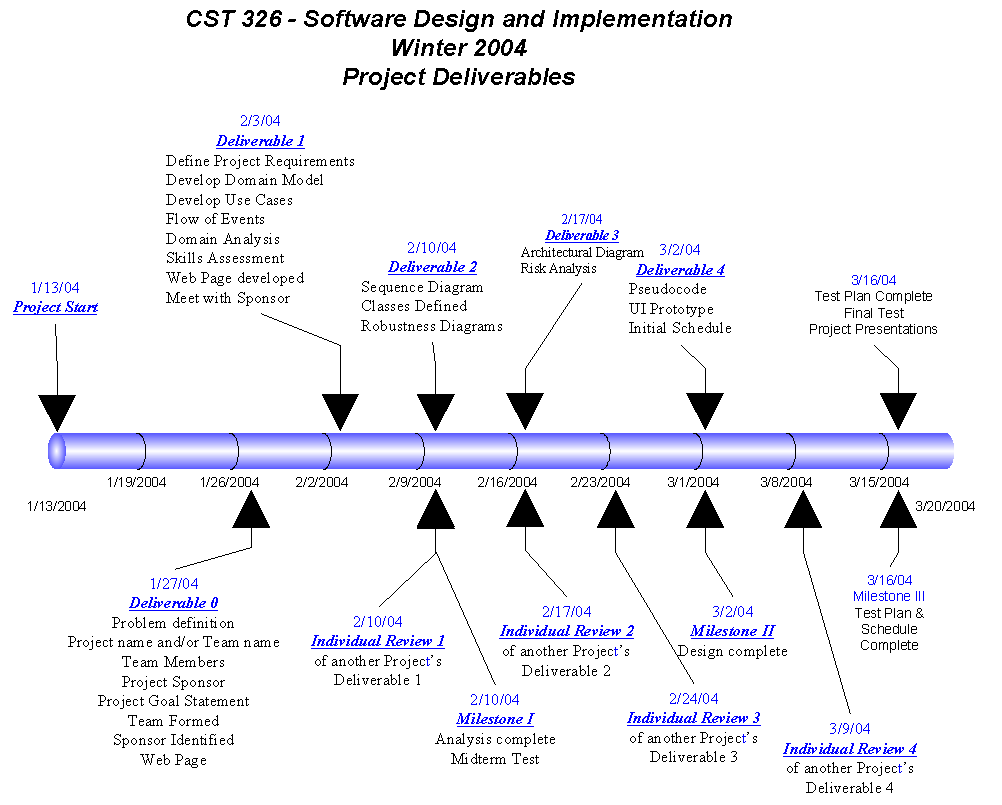 CST 326 - Software Design and Implementation
Winter 2004
Project Deliverables
1/13/04
Project Start
2/3/04
Deliverable 1
Define Project Requirements
Develop Domain Model
Develop Use Cases
Flow of Events
Domain Analysis
Skills Assessment
Web Page developed
Meet with Sponsor
2/10/04
Deliverable 2
Sequence Diagram
Classes Defined
Robustness Diagrams
2/17/04
Deliverable 3
Architectural Diagram
Risk Analysis
3/2/04
Deliverable 4
Pseudocode
UI Prototype
Initial Schedule
3/16/04
Test Plan Complete
Final Test
Project Presentations
1/13/2004
1/19/2004
1/26/2004
2/2/2004
2/9/2004
2/16/2004
2/23/2004
3/1/2004
3/8/2004
3/15/2004
3/20/2004
1/27/04
Deliverable 0
Problem definition
Project name and/or Team name
Team Members
Project Sponsor
Project Goal Statement
Team Formed
Sponsor Identified
Web Page
2/10/04
Individual Review 1
of another Project's
Deliverable 1
2/10/04
Milestone I
Analysis complete
Midterm Test
2/17/04
Individual Review 2
of another Project's
Deliverable 2
2/24/04
Individual Review 3
of another Project's
Deliverable 3
3/2/04
Milestone II
Design complete
3/9/04
Individual Review 4
of another Project's
Deliverable 4
3/16/04
Milestone III
Test Plan &
Schedule
Complete